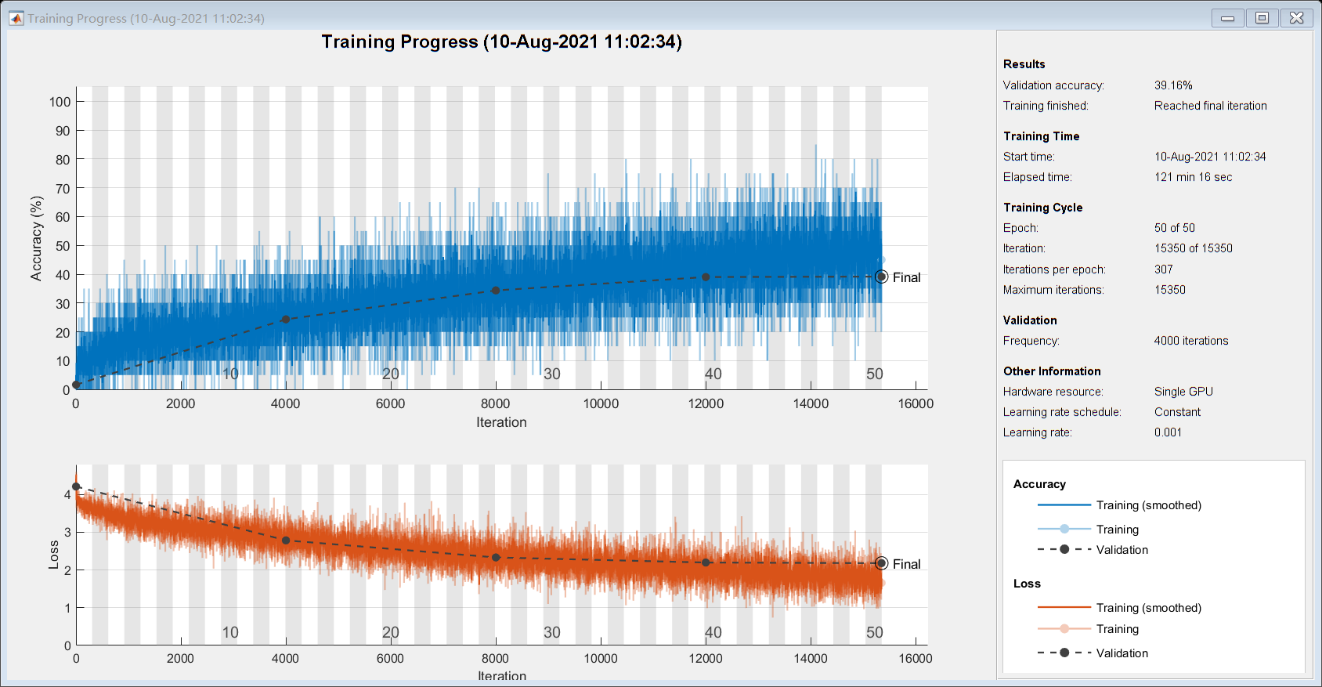 Training Progress (10-Aug-2021 11:02:34)
Training Progress (10-Aug-2021 11:02:34)
100
90
80
70
60
50
40
30
20
10
0
Accuracy (%)
10
20
30
40
50
Final
0
2000
4000
6000
8000
10000
12000
14000
16000
Iteration
4
3
2
1
0
Loss
10
20
30
40
50
Final
0
2000
4000
6000
8000
10000
12000
14000
16000
Iteration
Results
Validation accuracy: 39.16%
Training finished: Reached final iteration
Training Time
Start time: 10-Aug-2021 11:02:34
Elapsed time: 121 min 16 sec
Training Cycle
Epoch: 50 of 50
Iteration: 15350 of 15350
Iterations per epoch: 307
Maximum iterations: 15350
Validation
Frequency: 4000 iterations
Other Information
Hardware resource: Single GPU
Learning rate schedule: Constant
Learning rate: 0.001
Accuracy
Training (smoothed)
Training
Validation
Loss
Training (smoothed)
Training
Validation